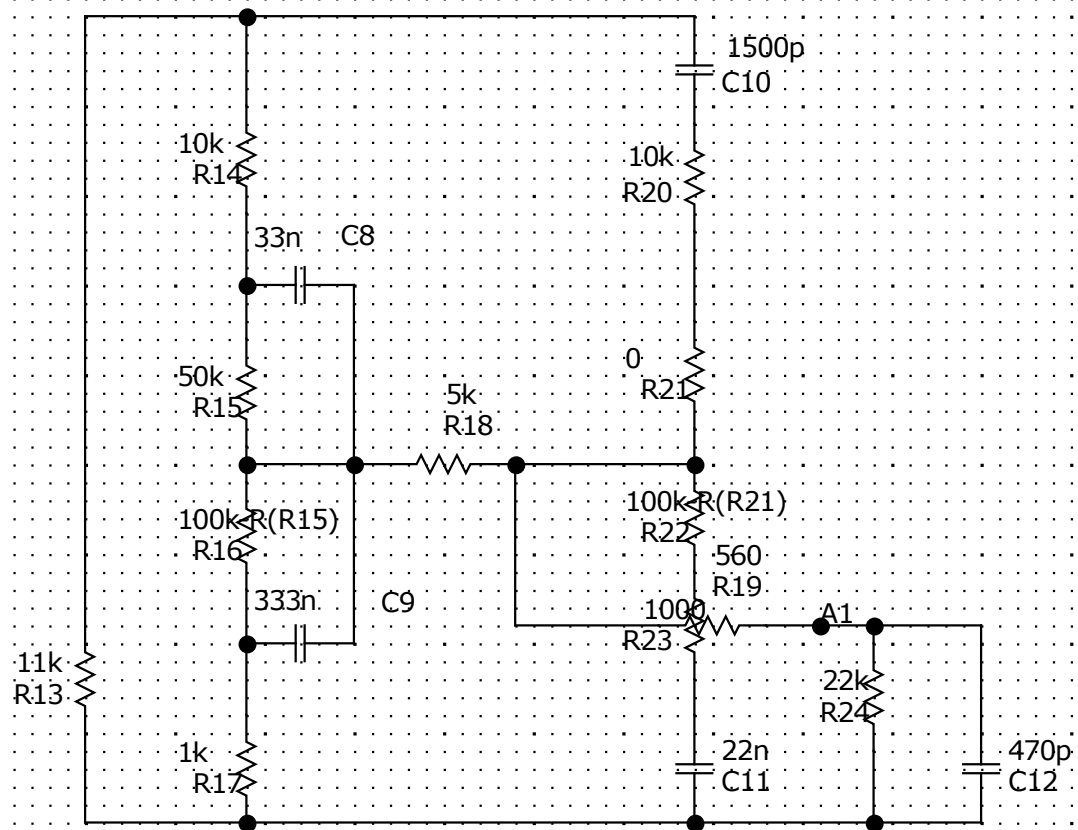 1500p
C10
10k
R14
10k
R20
33n
C8
0
R21
50k
R15
5k
R18
100k-R(R15)
R16
100k-R(R21)
R22
560
R19
333n
C9
1000
R23
A1
11k
R13
22k
R24
1k
R17
22n
C11
470p
C12